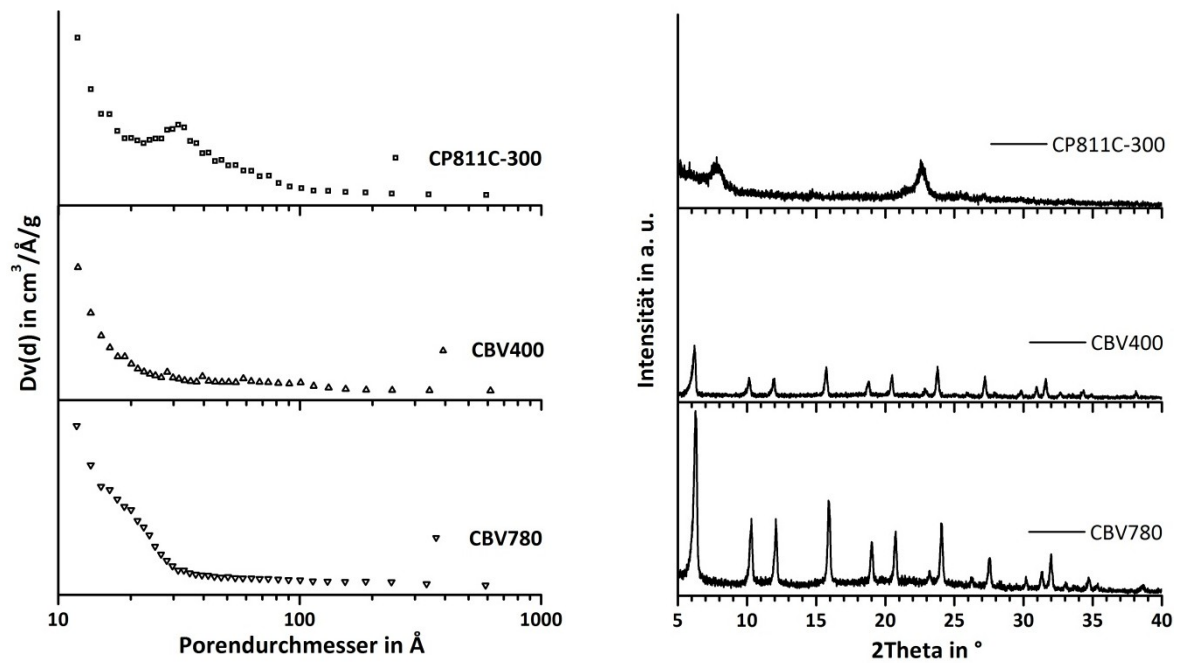 Dv(d) in cm³/Å/g
CP811C-300
CBV400
CBV780
10 100 1000
Porendurchmesser in Å
Intensität in a. u.
CP811C-300
CBV400
CBV780
5 10 15 20 25 30 35 40
2Theta in °